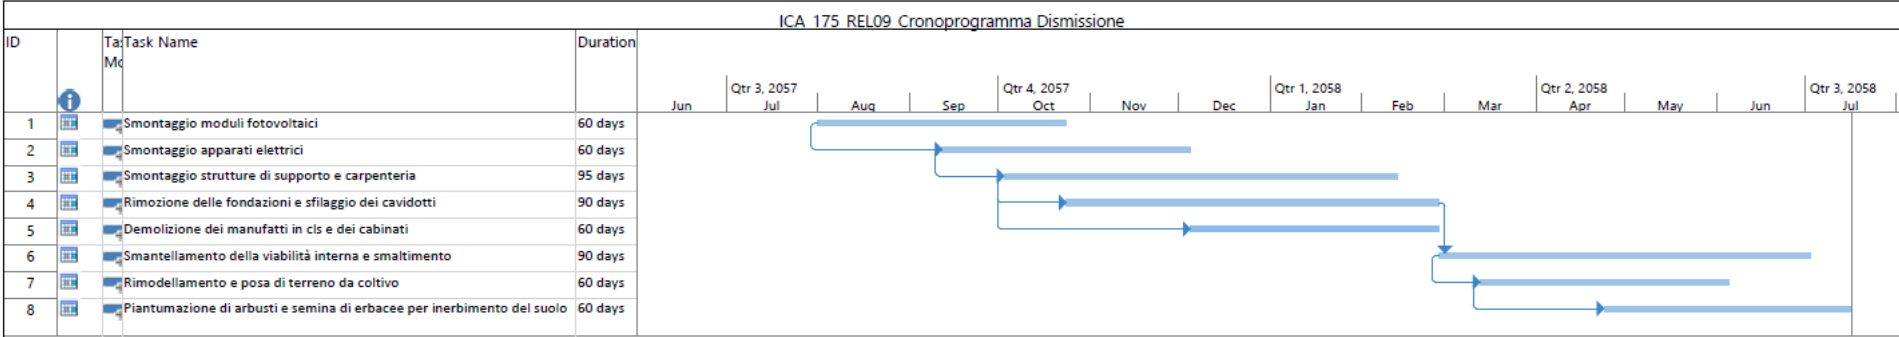 ICA_175_REL09_Cronoprogramma Dismissione
ID Task Name Duration
Qtr 3, 2057 Qtr 4, 2057 Qtr 1, 2058 Qtr 2, 2058 Qtr 3, 2058
Jun Jul Aug Sep Oct Nov Dec Jan Feb Mar Apr May Jun Jul
1 Smontaggio moduli fotovoltaici 60 days
2 Smontaggio apparati elettrici 60 days
3 Smontaggio strutture di supporto e carpenteria 95 days
4 Rimozione delle fondazioni e sfilaggio dei cavidotti 90 days
5 Demolizione dei manufatti in cls e dei cabinati 60 days
6 Smantellamento della viabilità interna e smaltimento 90 days
7 Rimodellamento e posa di terreno da coltivo 60 days
8 Piantumazione di arbusti e semina di erbacee per inerbimento del suolo 60 days